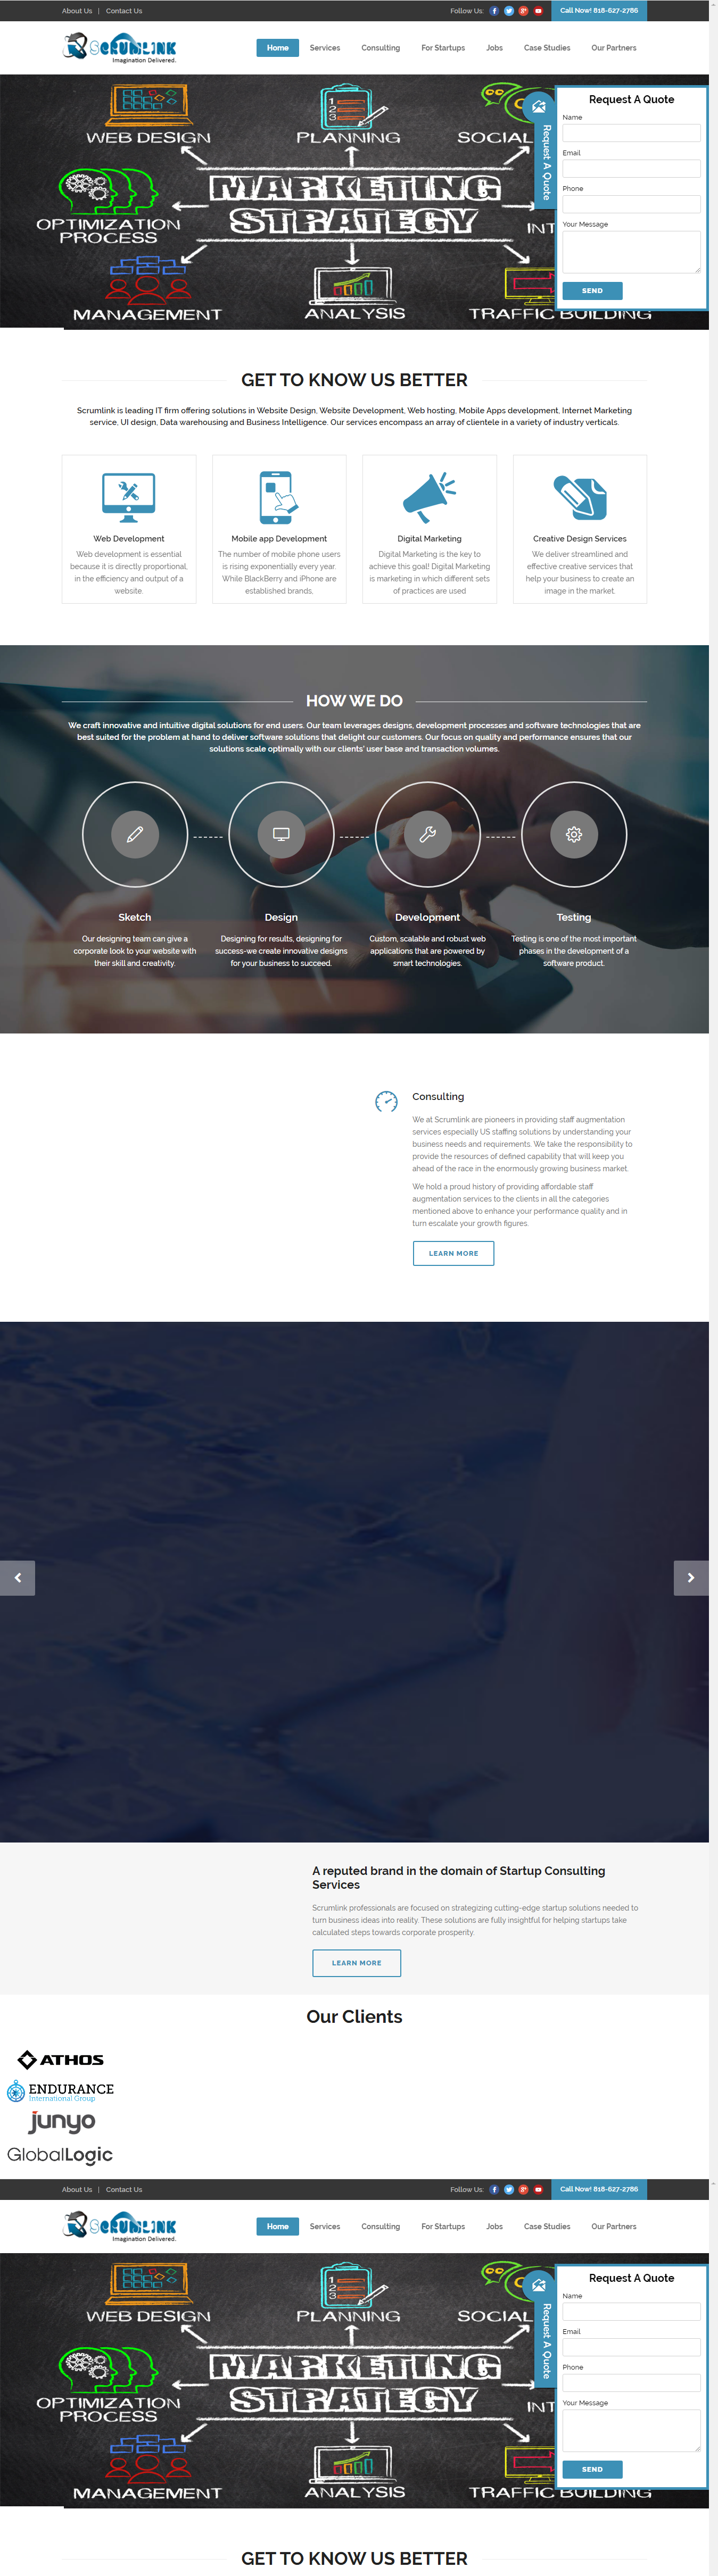 About Us | Contact Us
Follow Us:
Call Now! 818-627-2786
SCRUMLINK
Imagination Delivered.
Home
Services
Consulting
For Startups
Jobs
Case Studies
Our Partners
WEB DESIGN
PLANNING
SOCIAL
OPTIMIZATION
PROCESS
MARKETING
STRATEGY
INT
MANAGEMENT
ANALYSIS
TRAFFIC BUILDING
Request A Quote
Request A Quote
Name
Email
Phone
Your Message
SEND
GET TO KNOW US BETTER
Scrumlink is leading IT firm offering solutions in Website Design, Website Development, Web hosting, Mobile Apps development, Internet Marketing
service, UI design, Data warehousing and Business Intelligence. Our services encompass an array of clientele in a variety of industry verticals.
Web Development
Web development is essential
because it is directly proportional,
in the efficiency and output of a
website.
Mobile app Development
The number of mobile phone users
is rising exponentially every year.
While BlackBerry and iPhone are
established brands,
Digital Marketing
Digital Marketing is the key to
achieve this goal! Digital Marketing
is marketing in which different sets
of practices are used
Creative Design Services
We deliver streamlined and
effective creative services that
help your business to create an
image in the market.
HOW WE DO
We craft innovative and intuitive digital solutions for end users. Our team leverages designs, development processes and software technologies that are
best suited for the problem at hand to deliver software solutions that delight our customers. Our focus on quality and performance ensures that our
solutions scale optimally with our clients' user base and transaction volumes.
Sketch
Our designing team can give a
corporate look to your website with
their skill and creativity.
Design
Designing for results, designing for
success-we create innovative designs
for your business to succeed.
Development
Custom, scalable and robust web
applications that are powered by
smart technologies.
Testing
Testing is one of the most important
phases in the development of a
software product.
Consulting
We at Scrumlink are pioneers in providing staff augmentation
services especially US staffing solutions by understanding your
business needs and requirements. We take the responsibility to
provide the resources of defined capability that will keep you
ahead of the race in the enormously growing business market.
We hold a proud history of providing affordable staff
augmentation services to the clients in all the categories
mentioned above to enhance your performance quality and in
turn escalate your growth figures.
LEARN MORE
A reputed brand in the domain of Startup Consulting
Services
Scrumlink professionals are focused on strategizing cutting-edge startup solutions needed to
turn business ideas into reality. These solutions are fully insightful for helping startups take
calculated steps towards corporate prosperity.
LEARN MORE
Our Clients
ATHOS
ENDURANCE
International Group
junyo
GlobalLogic
About Us | Contact Us
Follow Us:
Call Now! 818-627-2786
SCRUMLINK
Imagination Delivered.
Home
Services
Consulting
For Startups
Jobs
Case Studies
Our Partners
WEB DESIGN
PLANNING
SOCIAL
OPTIMIZATION
PROCESS
MARKETING
STRATEGY
INT
MANAGEMENT
ANALYSIS
TRAFFIC BUILDING
Request A Quote
Request A Quote
Name
Email
Phone
Your Message
SEND
GET TO KNOW US BETTER